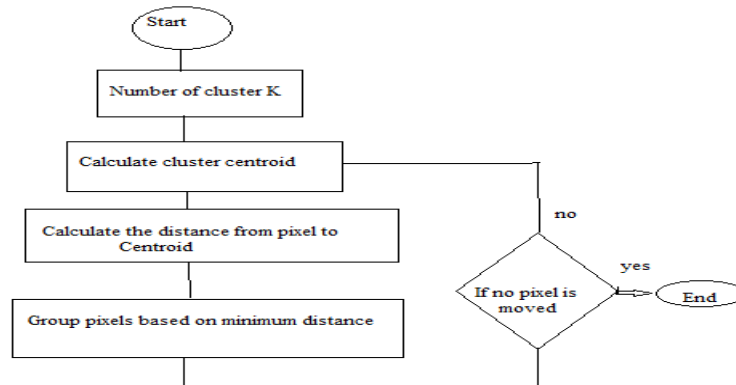 Start
Number of cluster K
Calculate cluster centroid
Calculate the distance from pixel to
Centroid
Group pixels based on minimum distance
no
If no pixel is
moved
yes
End